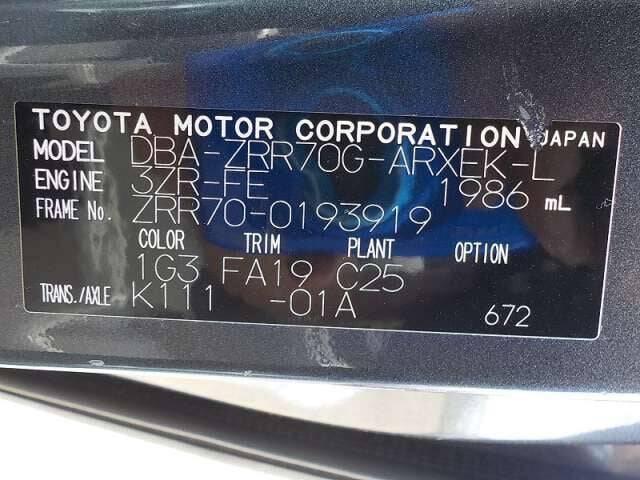 TOYOTA MOTOR CORPORATION JAPAN
MODEL DBA-ZRR70G-ARXEK-L
ENGINE 3ZR-FE 1986 mL
FRAME No. ZRR70-0193919
COLOR TRIM PLANT OPTION
1G3 FA19 C25
TRANS./AXLE K111 -01A
672